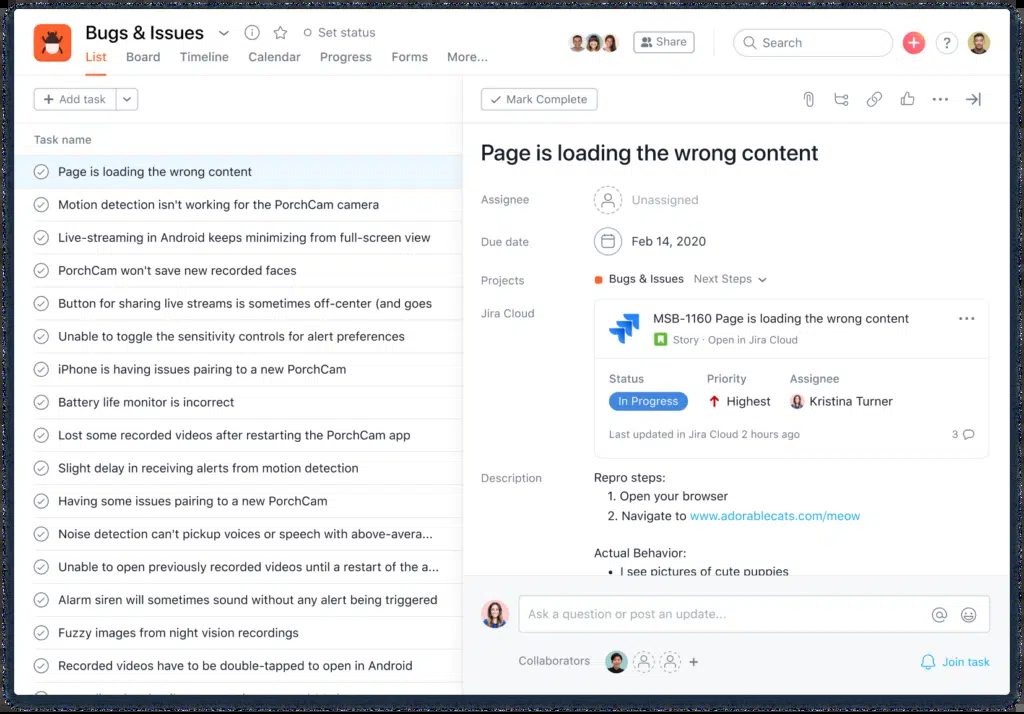 Bugs & Issues
Set status
List Board Timeline Calendar Progress Forms More...
Share
Search
?
Add task
Task name
Page is loading the wrong content
Motion detection isn't working for the PorchCam camera
Live-streaming in Android keeps minimizing from full-screen view
PorchCam won't save new recorded faces
Button for sharing live streams is sometimes off-center (and goes
Unable to toggle the sensitivity controls for alert preferences
iPhone is having issues pairing to a new PorchCam
Battery life monitor is incorrect
Lost some recorded videos after restarting the PorchCam app
Slight delay in receiving alerts from motion detection
Having some issues pairing to a new PorchCam
Noise detection can't pickup voices or speech with above-avera...
Unable to open previously recorded videos until a restart of the a...
Alarm siren will sometimes sound without any alert being triggered
Fuzzy images from night vision recordings
Recorded videos have to be double-tapped to open in Android
Mark Complete
Page is loading the wrong content
Assignee Unassigned
Due date Feb 14, 2020
Projects Bugs & Issues Next Steps
Jira Cloud
MSB-1160 Page is loading the wrong content
Story · Open in Jira Cloud
Status Priority Assignee
In Progress Highest Kristina Turner
Last updated in Jira Cloud 2 hours ago 3
Description
Repro steps:
1. Open your browser
2. Navigate to www.adorablecats.com/meow
Actual Behavior:
• I see pictures of cute puppies
Ask a question or post an update...
Collaborators
Join task